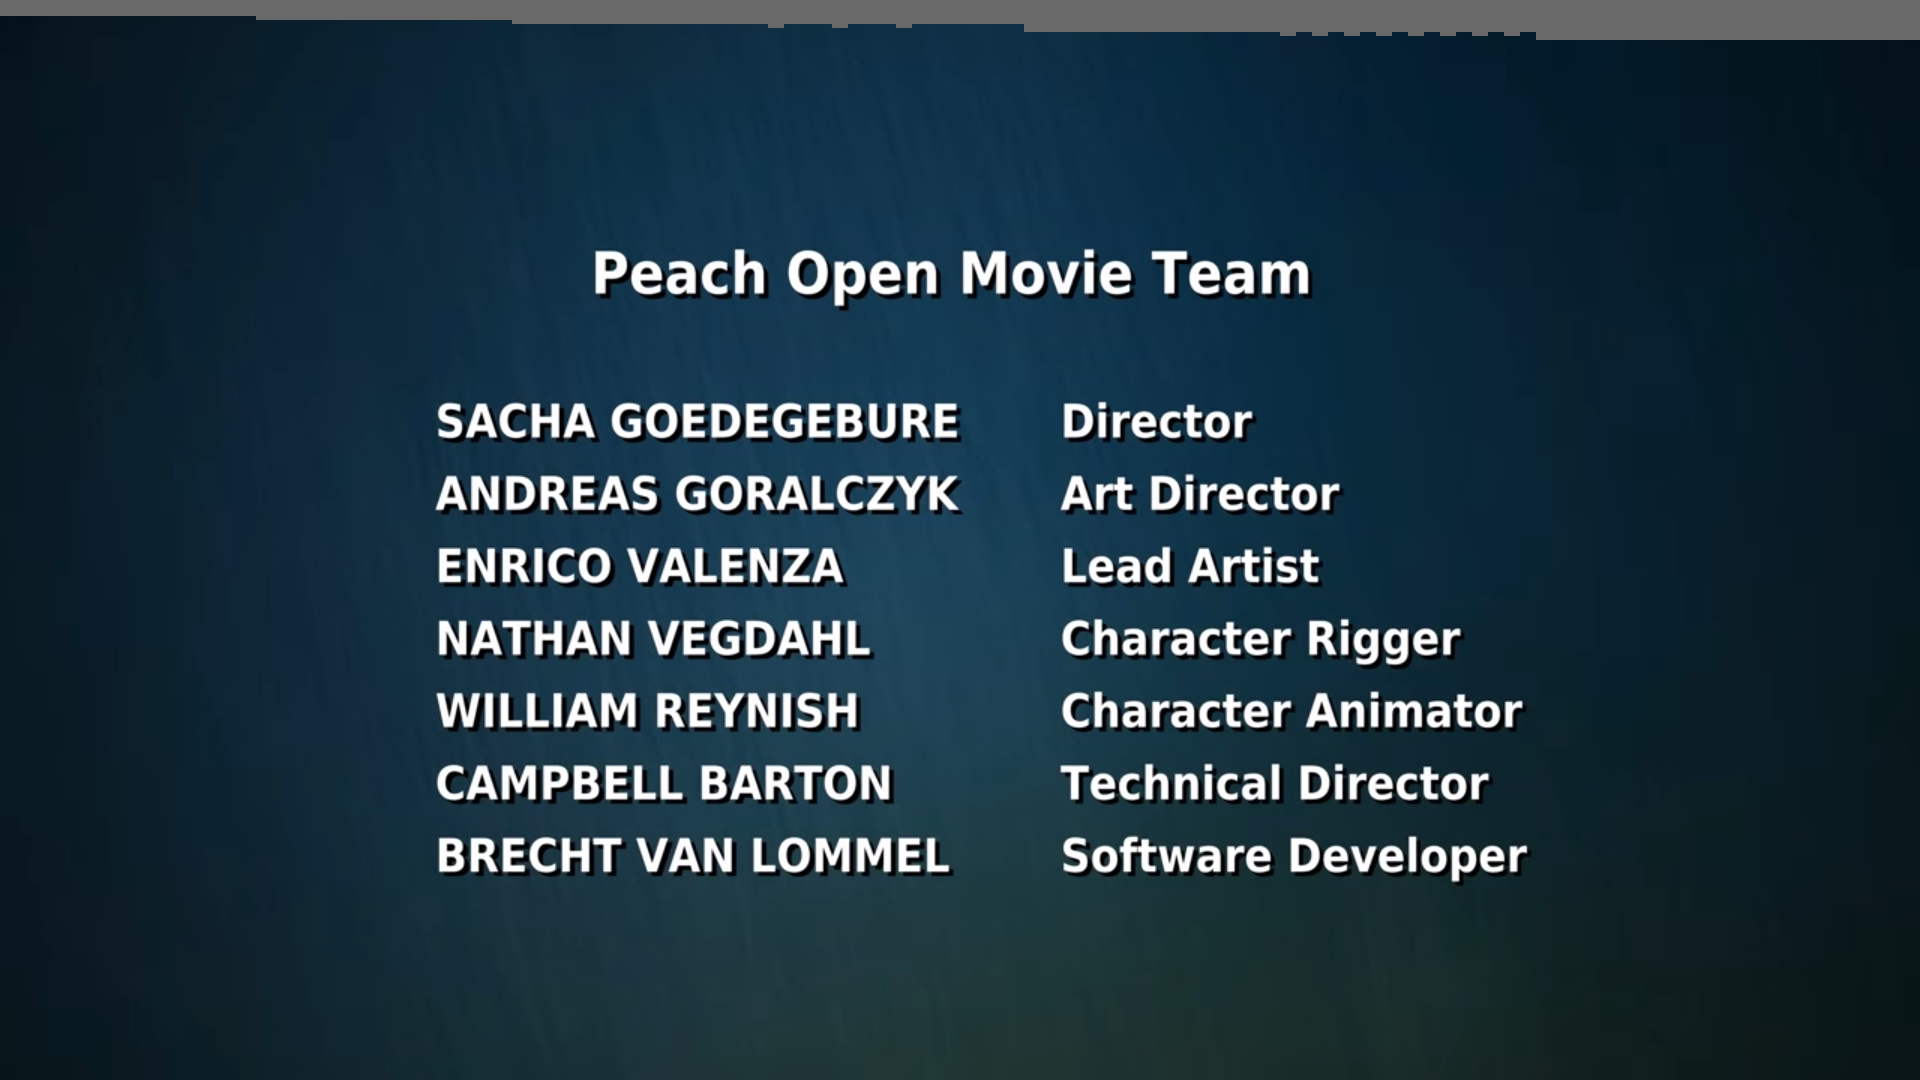 Peach Open Movie Team
SACHA GOEDEGEBURE Director
ANDREAS GORALCZYK Art Director
ENRICO VALENZA Lead Artist
NATHAN VEGDAHL Character Rigger
WILLIAM REYNISH Character Animator
CAMPBELL BARTON Technical Director
BRECHT VAN LOMMEL Software Developer